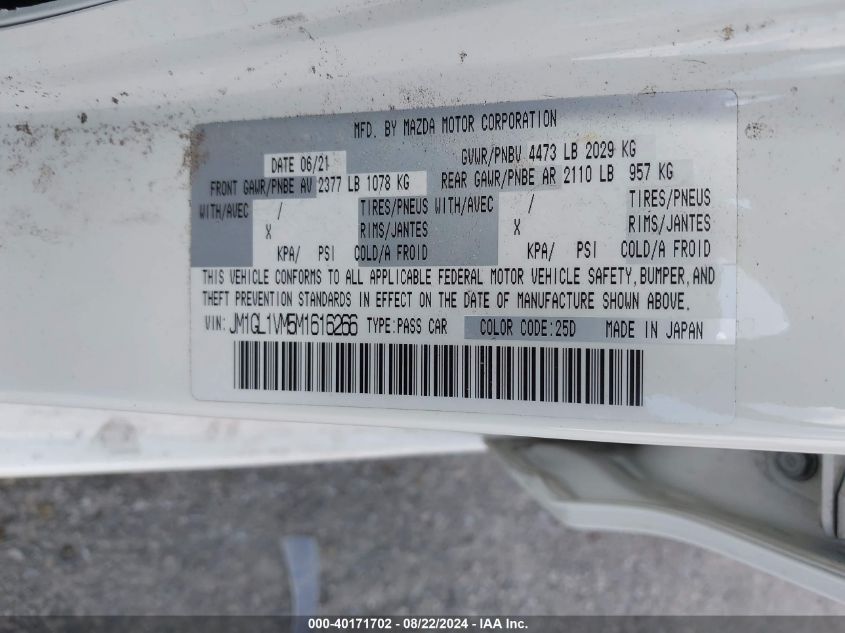 MFD. BY MAZDA MOTOR CORPORATION
DATE 06/21 GVWR/PNBV 4473 LB 2029 KG
FRONT GAWR/PNBE AV 2377 LB 1078 KG REAR GAWR/PNBE AR 2110 LB 957 KG
WITH/AVEC / TIRES/PNEUS WITH/AVEC / TIRES/PNEUS
X RIMS/JANTES X RIMS/JANTES
KPA/ PSI COLD/A FROID KPA/ PSI COLD/A FROID
THIS VEHICLE CONFORMS TO ALL APPLICABLE FEDERAL MOTOR VEHICLE SAFETY, BUMPER, AND
THEFT PREVENTION STANDARDS IN EFFECT ON THE DATE OF MANUFACTURE SHOWN ABOVE.
VIN: JM1GL1VM5M1616266 TYPE: PASS CAR COLOR CODE: 25D MADE IN JAPAN
000-40171702 - 08/22/2024 - IAA Inc.